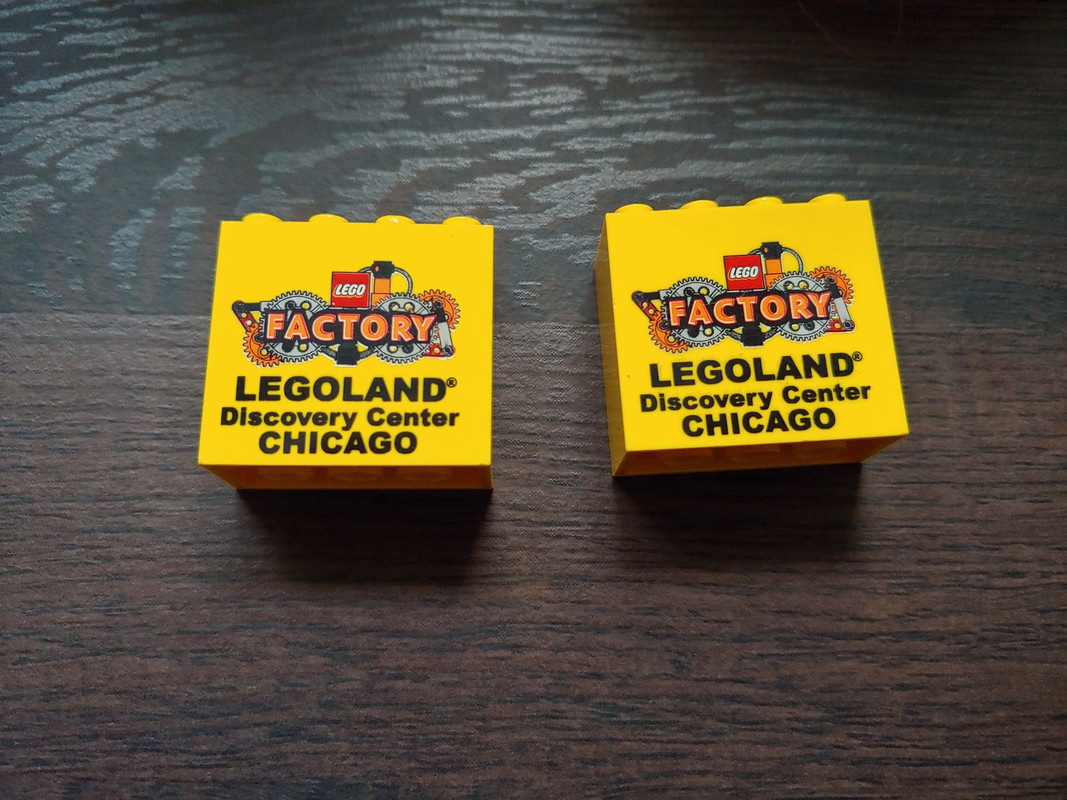 LEGO
FACTORY
LEGOLAND®
Discovery Center
CHICAGO
LEGO
FACTORY
LEGOLAND®
Discovery Center
CHICAGO